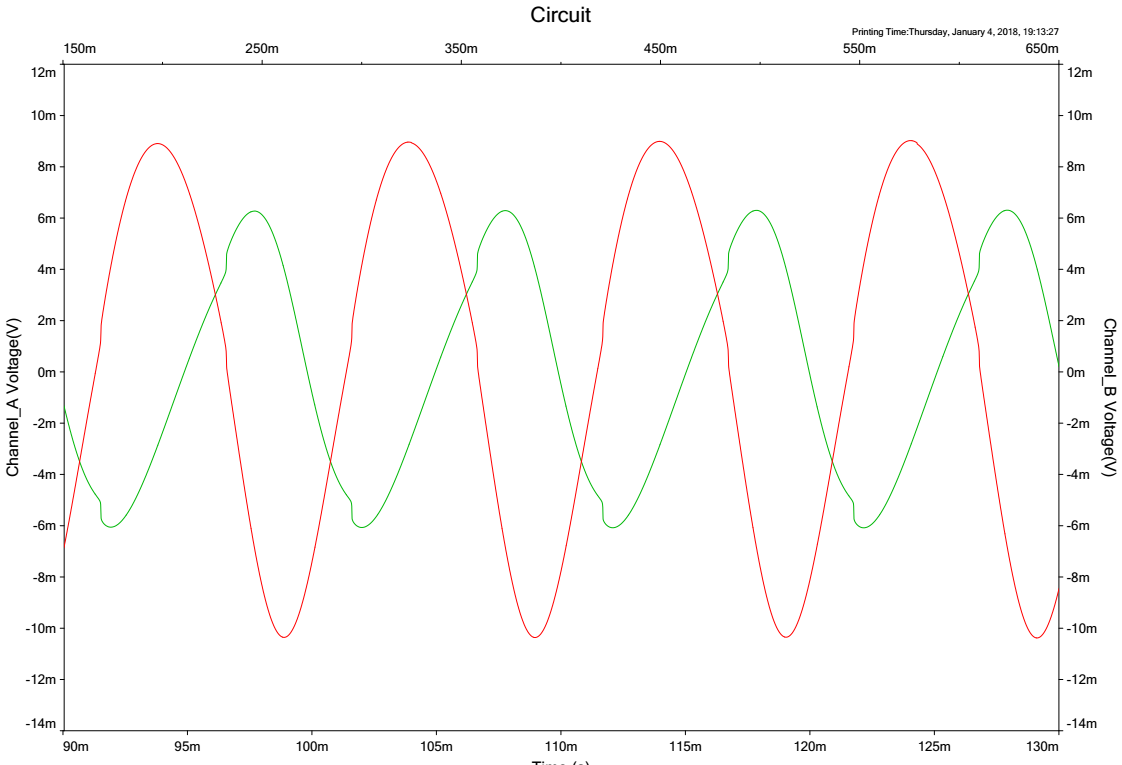 Circuit
Printing Time:Thursday, January 4, 2018, 19:13:27
150m 250m 350m 450m 550m 650m
12m 12m
10m 10m
8m 8m
6m 6m
4m 4m
2m 2m
0m 0m
-2m -2m
-4m -4m
-6m -6m
-8m -8m
-10m -10m
-12m -12m
-14m -14m
Channel_A Voltage(V)
Channel_B Voltage(V)
90m 95m 100m 105m 110m 115m 120m 125m 130m
Time (s)